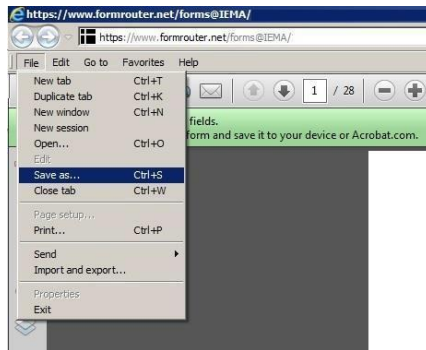 https://www.formrouter.net/forms@IEMA/
https://www.formrouter.net/forms@IEMA/
File Edit Go to Favorites Help
New tab Ctrl+T
1 / 28
Duplicate tab Ctrl+K
New window Ctrl+N
fields.
New session
form and save it to your device or Acrobat.com.
Open... Ctrl+O
Edit
Save as... Ctrl+S
Close tab Ctrl+W
Page setup...
Print... Ctrl+P
Send
Import and export...
Properties
Exit